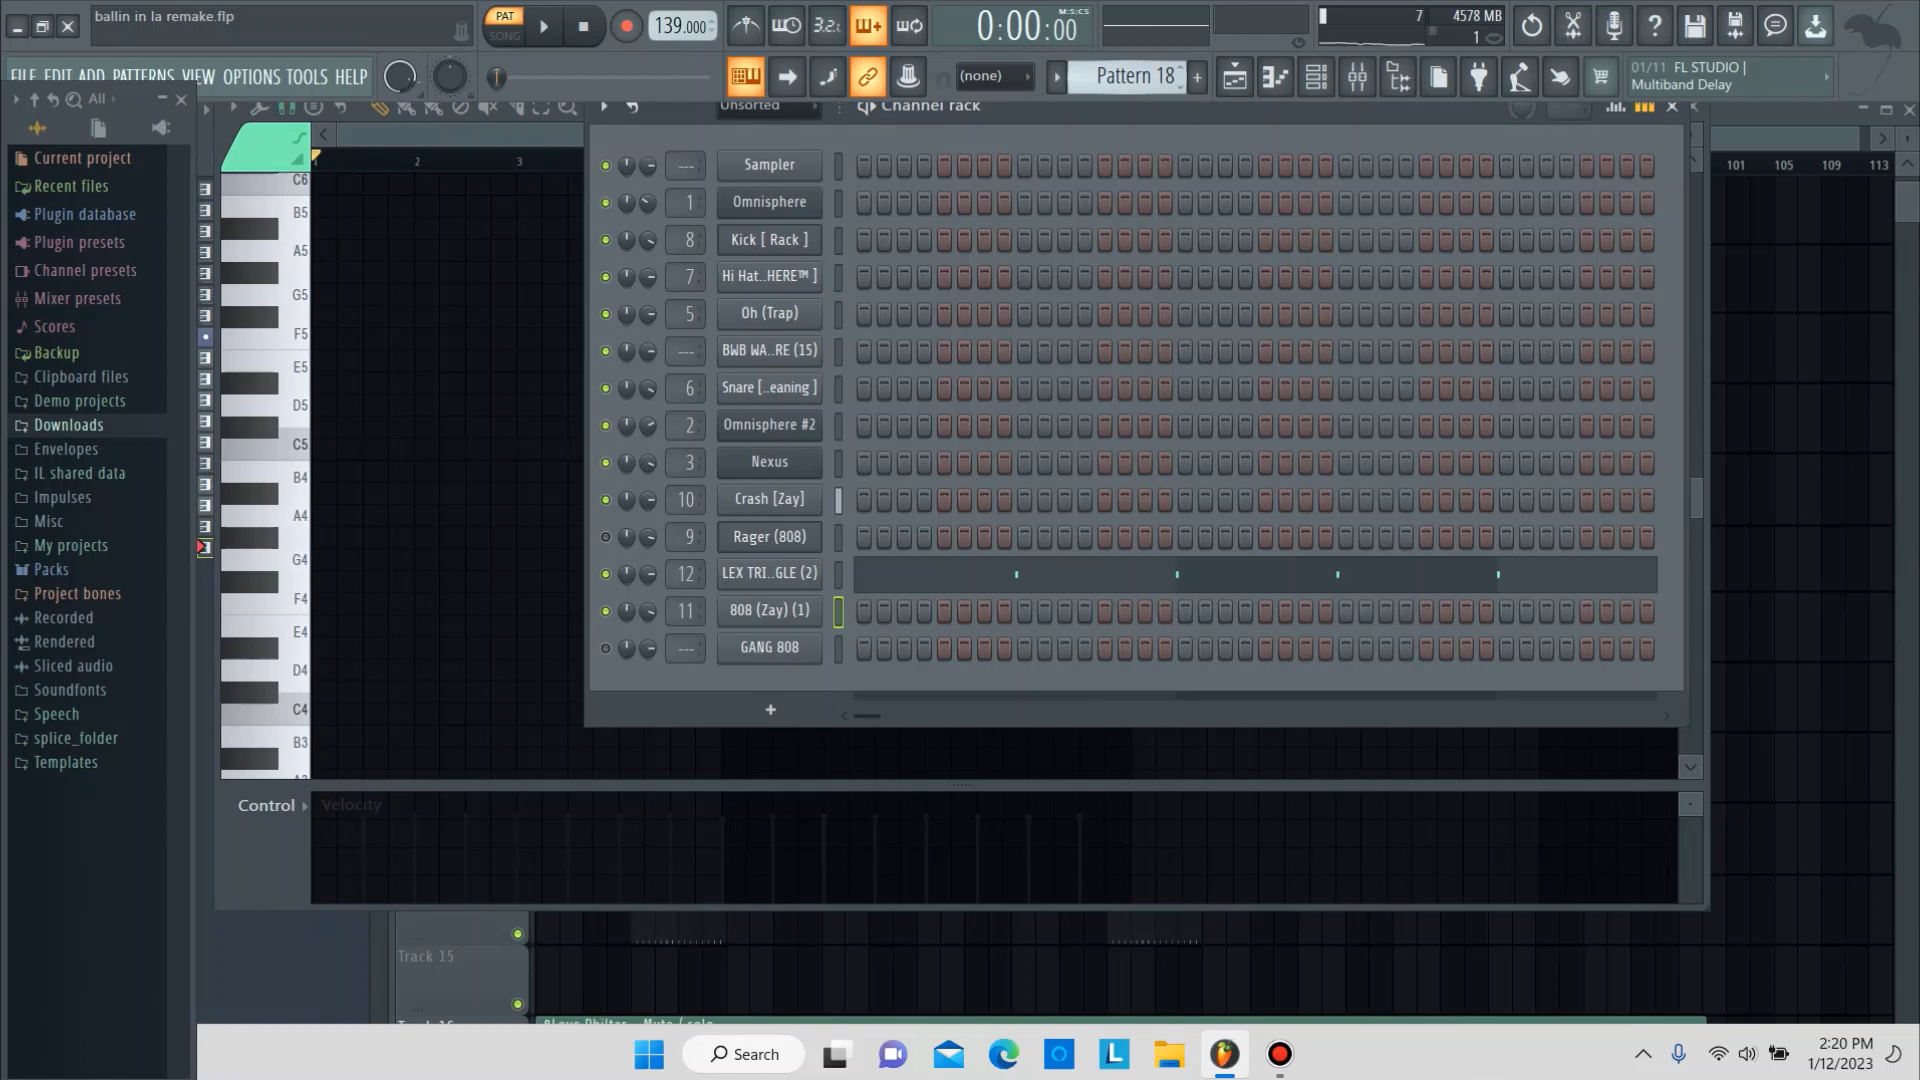 ballin in la remake.flp
PAT
SONG
139.000
3.2.
0:00:00
M:S:CS
7
4578 MB
1
FILE EDIT ADD PATTERNS VIEW OPTIONS TOOLS HELP
(none)
Pattern 18
+
01/11 FL STUDIO |
Multiband Delay
All
Current project
Recent files
Plugin database
Plugin presets
Channel presets
Mixer presets
Scores
Backup
Clipboard files
Demo projects
Downloads
Envelopes
IL shared data
Impulses
Misc
My projects
Packs
Project bones
Recorded
Rendered
Sliced audio
Soundfonts
Speech
splice_folder
Templates
2
3
C6
B5
A5
G5
F5
E5
D5
C5
B4
A4
G4
F4
E4
D4
C4
B3
Unsorted
Channel rack
--- Sampler
1 Omnisphere
8 Kick [ Rack ]
7 Hi Hat..HERE™ ]
5 Oh (Trap)
--- BWB WA..RE (15)
6 Snare [..eaning ]
2 Omnisphere #2
3 Nexus
10 Crash [Zay]
9 Rager (808)
12 LEX TRI..GLE (2)
11 808 (Zay) (1)
--- GANG 808
+
101 105 109 113
Control
Velocity
Track 15
Search
2:20 PM
1/12/2023